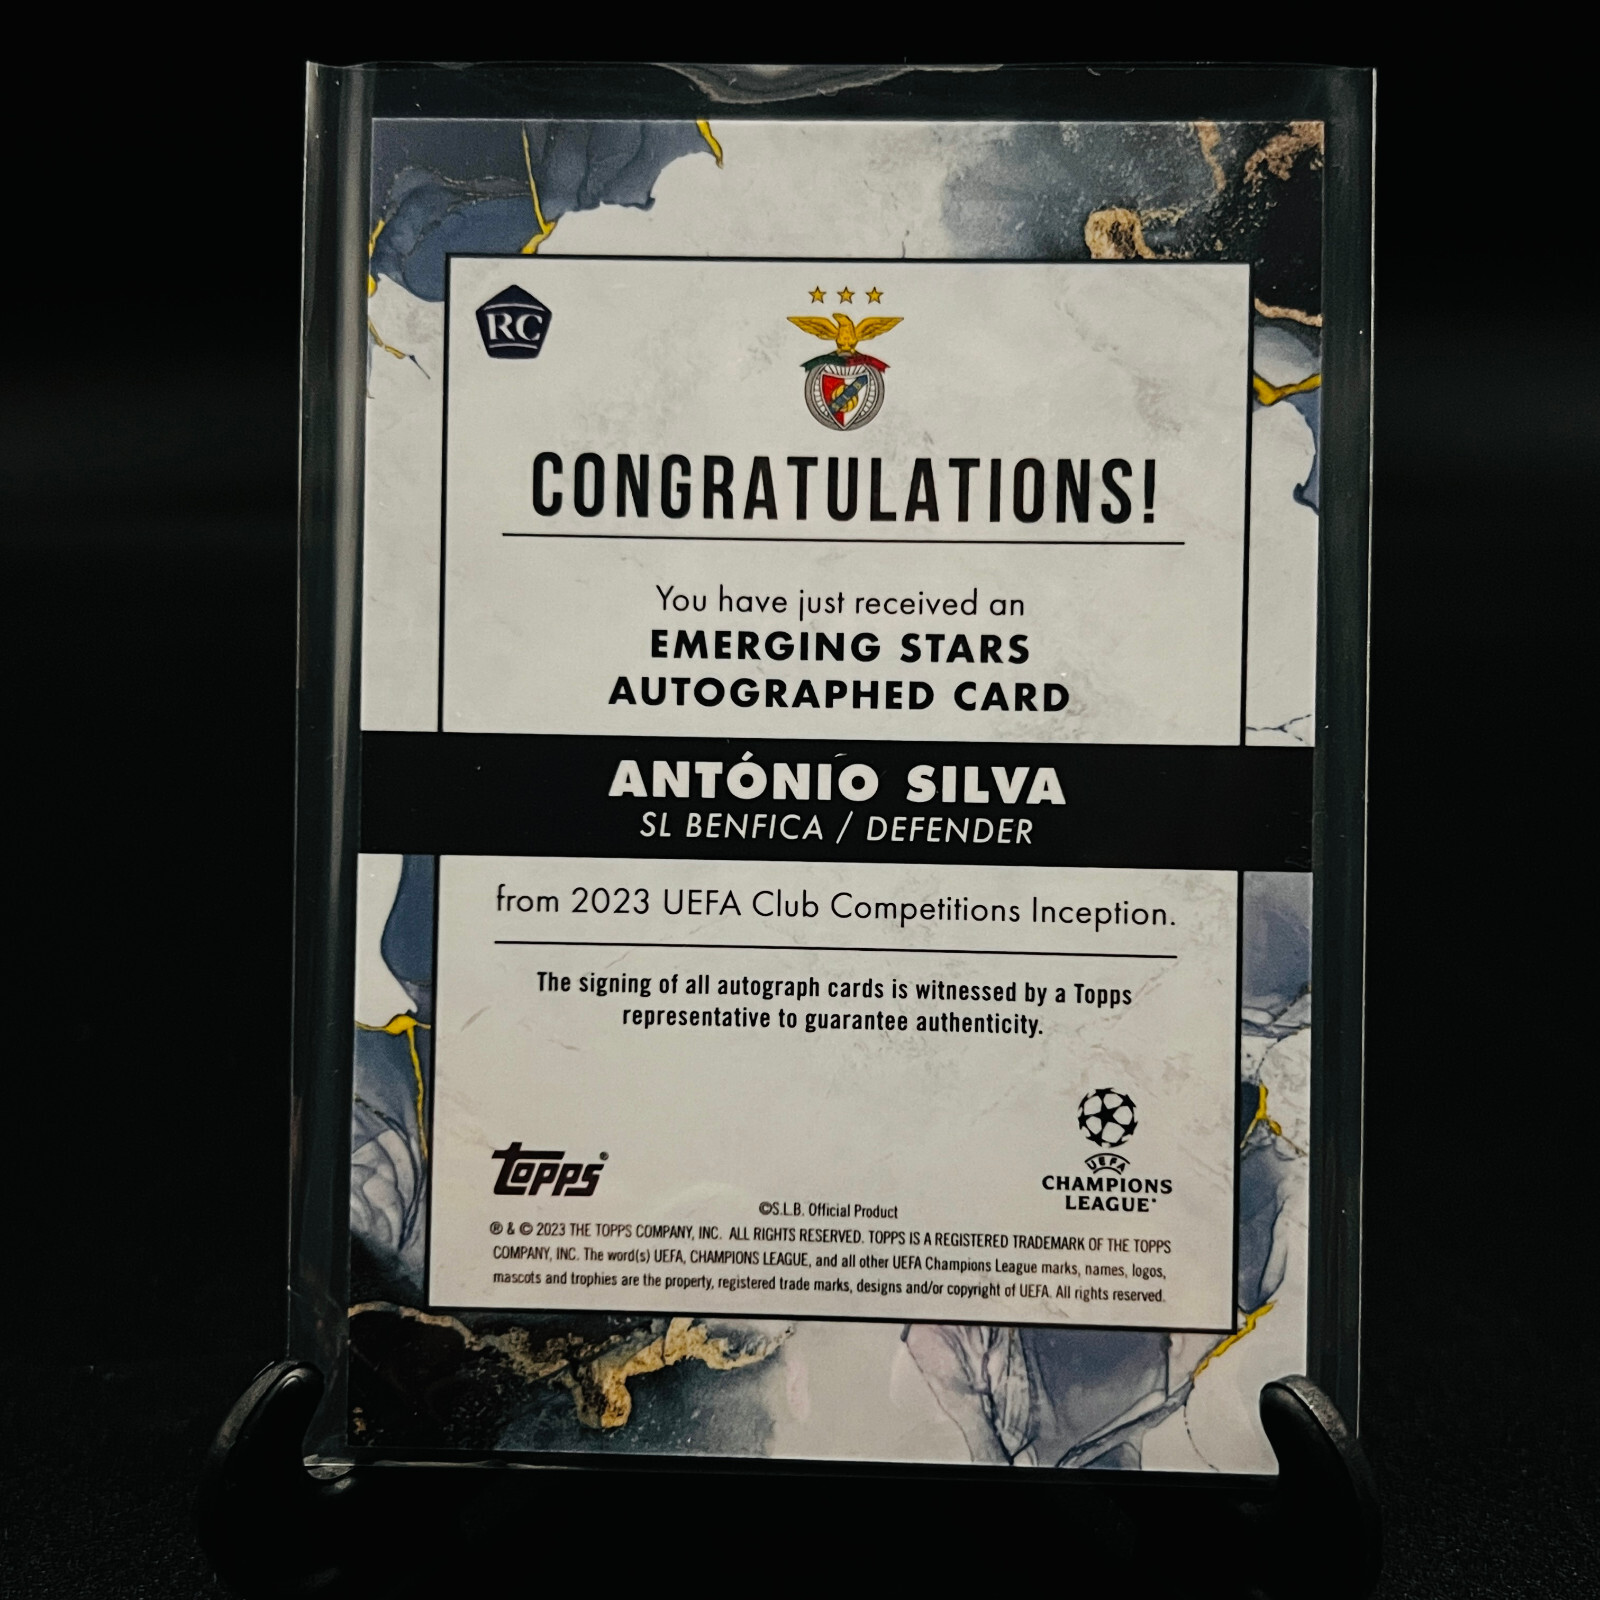 RC
CONGRATULATIONS!
You have just received an
EMERGING STARS
AUTOGRAPHED CARD
ANTÓNIO SILVA
SL BENFICA / DEFENDER
from 2023 UEFA Club Competitions Inception.
The signing of all autograph cards is witnessed by a Topps
representative to guarantee authenticity.
topps®
UEFA
CHAMPIONS
LEAGUE
©S.L.B. Official Product
® & © 2023 THE TOPPS COMPANY, INC. ALL RIGHTS RESERVED. TOPPS IS A REGISTERED TRADEMARK OF THE TOPPS
COMPANY, INC. The word(s) UEFA, CHAMPIONS LEAGUE, and all other UEFA Champions League marks, names, logos,
mascots and trophies are the property, registered trade marks, designs and/or copyright of UEFA. All rights reserved.